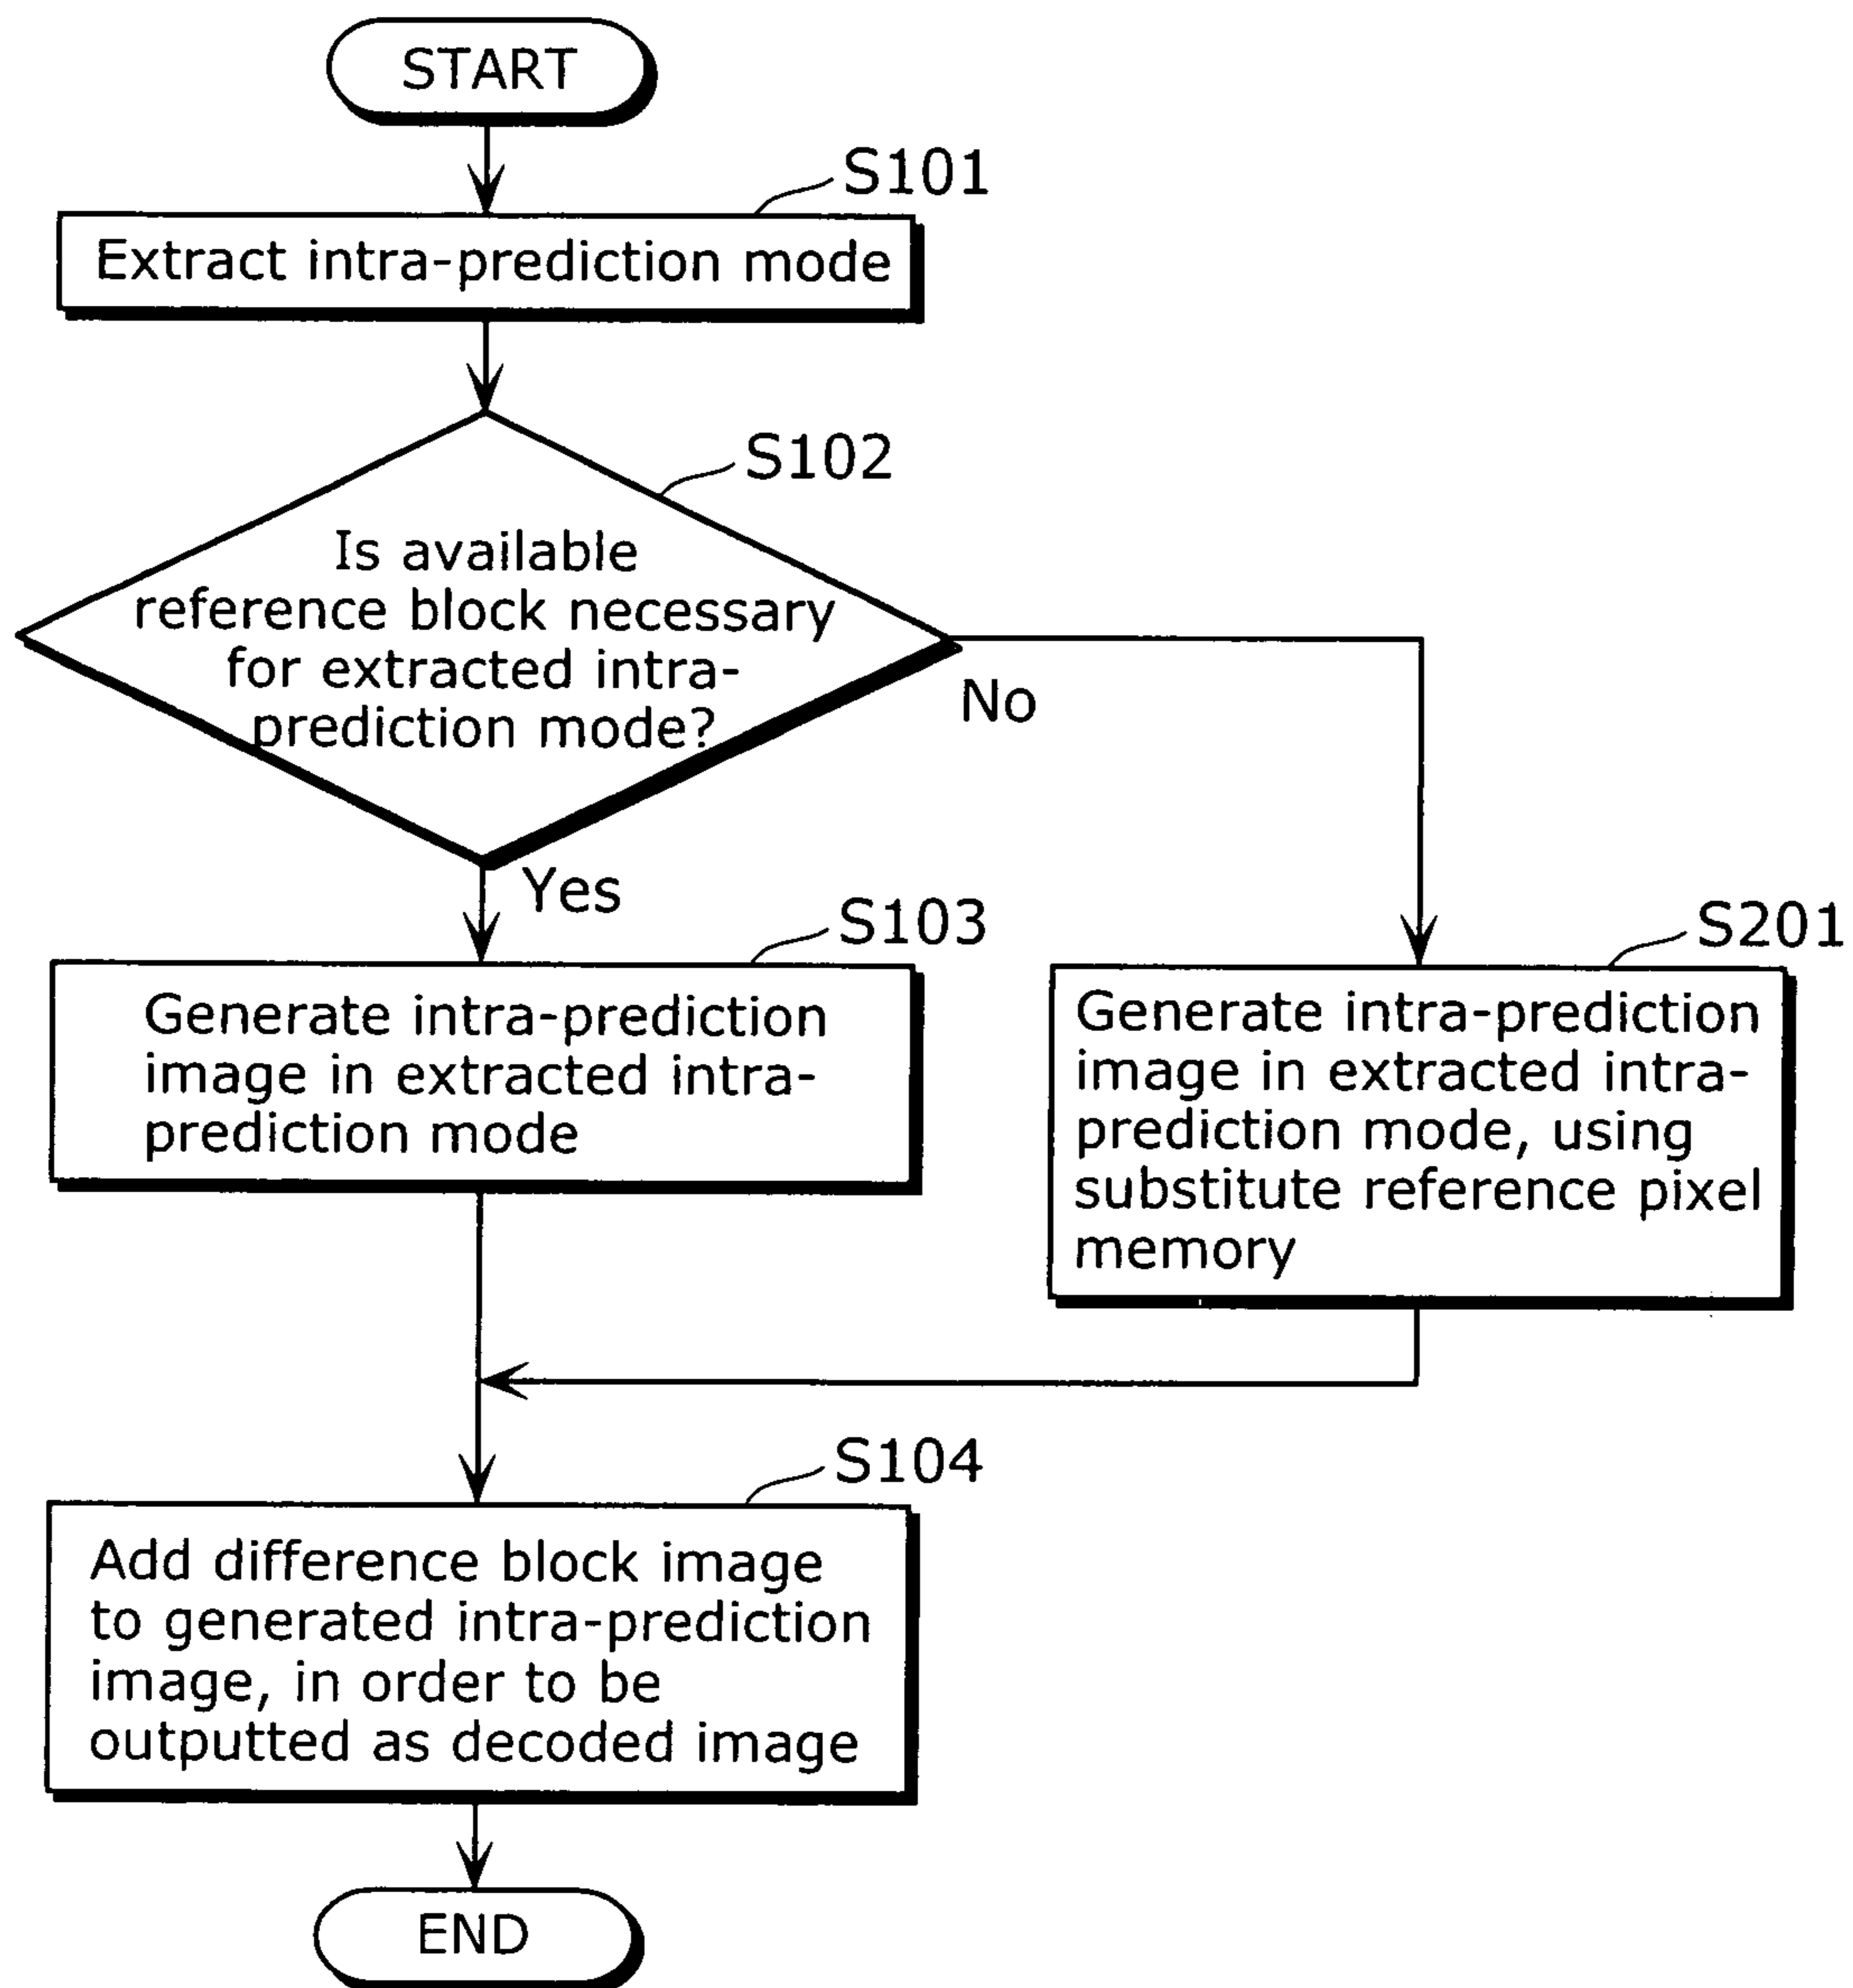 START
S101
Extract intra-prediction mode
S102
Is available
reference block necessary
for extracted intra-
prediction mode?
No
Yes
S103
Generate intra-prediction
image in extracted intra-
prediction mode
S201
Generate intra-prediction
image in extracted intra-
prediction mode, using
substitute reference pixel
memory
S104
Add difference block image
to generated intra-prediction
image, in order to be
outputted as decoded image
END